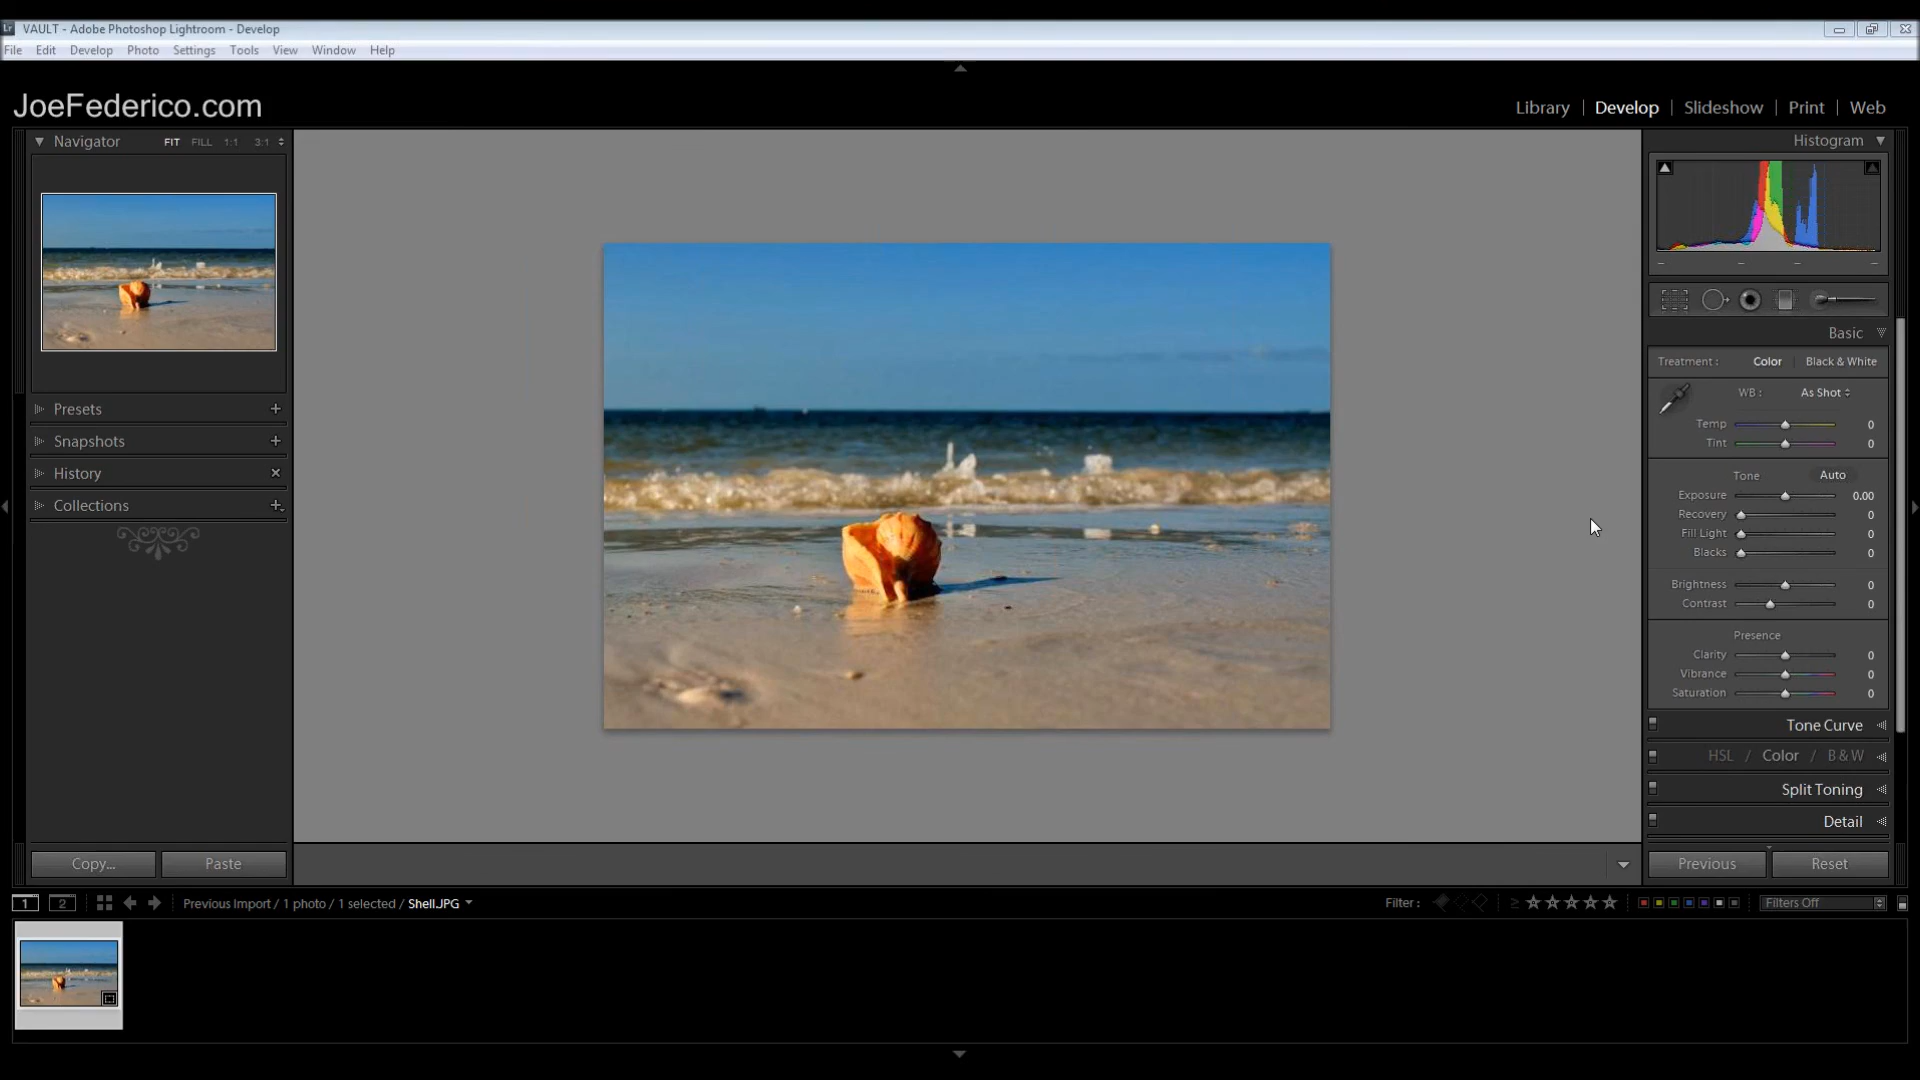 VAULT - Adobe Photoshop Lightroom - Develop
File Edit Develop Photo Settings Tools View Window Help
JoeFederico.com
Library | Develop | Slideshow | Print | Web
Navigator FIT FILL 1:1 3:1
Histogram
Basic
Treatment : Color Black & White
WB : As Shot
Temp 0
Tint 0
Tone Auto
Exposure 0.00
Recovery 0
Fill Light 0
Blacks 0
Brightness 0
Contrast 0
Presence
Clarity 0
Vibrance 0
Saturation 0
Tone Curve
HSL / Color / B & W
Split Toning
Detail
Presets
Snapshots
History
Collections
Copy... Paste
Previous Reset
1 2 Previous Import / 1 photo / 1 selected / Shell.JPG
Filter : Filters Off